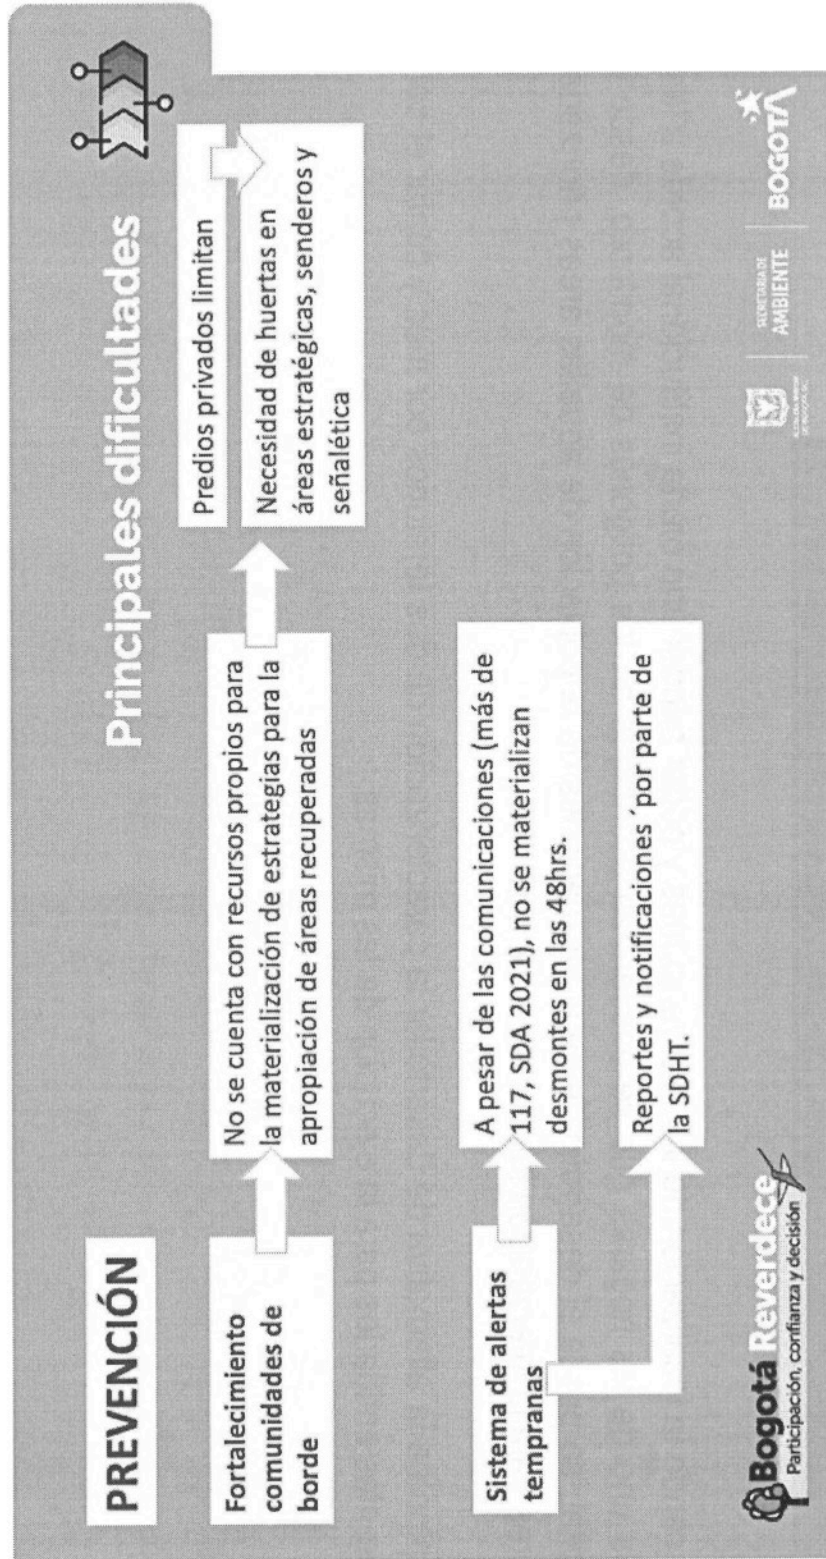 Principales dificultades
PREVENCIÓN
Fortalecimiento
comunidades de
borde
No se cuenta con recursos propios para
la materialización de estrategias para la
apropiación de áreas recuperadas
Predios privados limitan
Necesidad de huertas en
áreas estratégicas, senderos y
señalética
Sistema de alertas
tempranas
A pesar de las comunicaciones (más de
117, SDA 2021), no se materializan
desmontes en las 48hrs.
Reportes y notificaciones ´por parte de
la SDHT.
Bogotá Reverdece
Participación, confianza y decisión
SECRETARÍA DE
AMBIENTE
BOGOTÁ